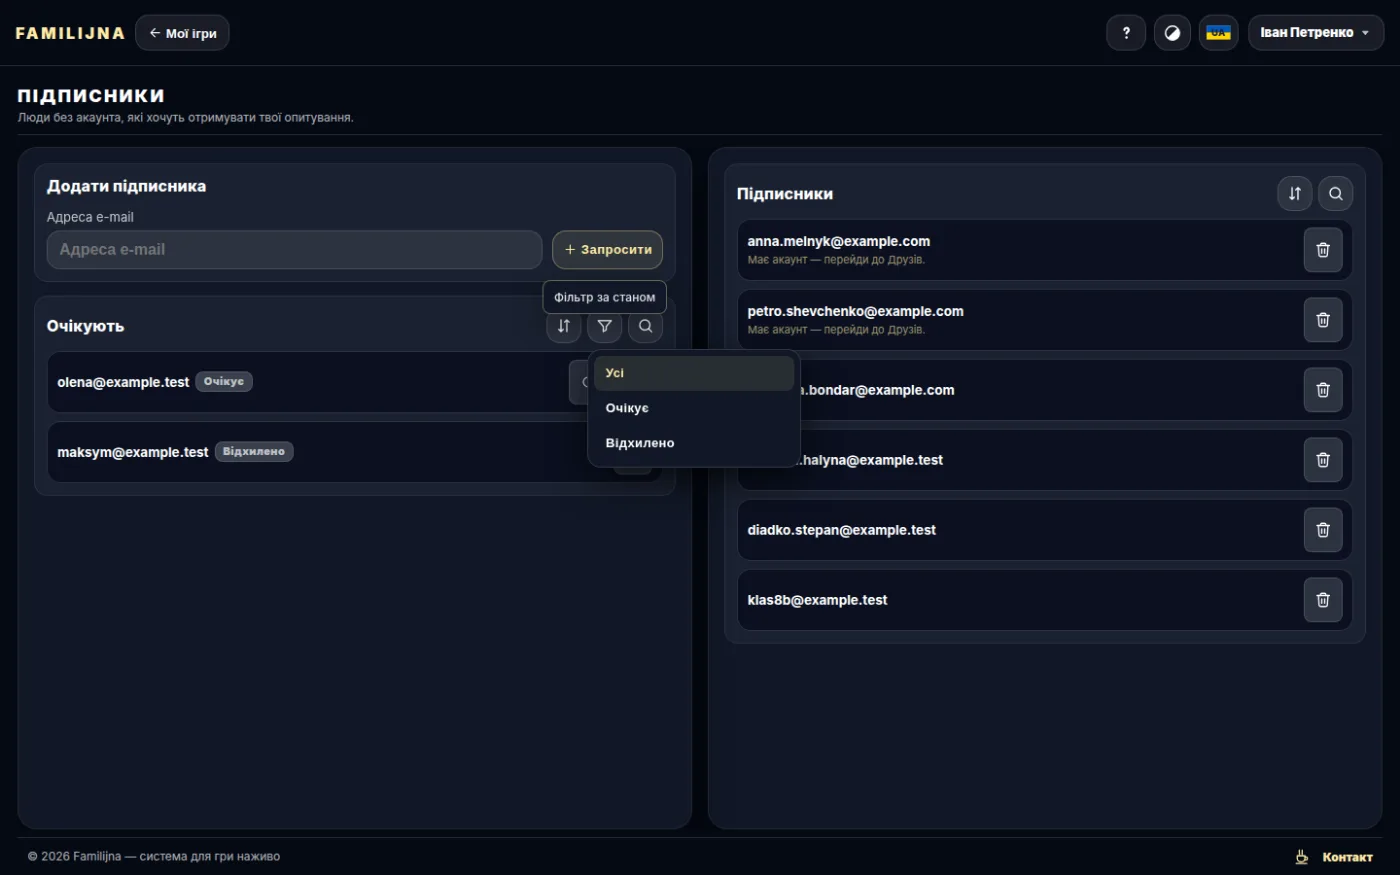 FAMILIJNA
← Мої ігри
?
UA
Іван Петренко
ПІДПИСНИКИ
Люди без акаунта, які хочуть отримувати твої опитування.
Додати підписника
Адреса e-mail
Адреса e-mail
+ Запросити
Фільтр за станом
Очікують
olena@example.test Очікує
maksym@example.test Відхилено
Усі
Очікує
Відхилено
Підписники
anna.melnyk@example.com
Має акаунт — перейди до Друзів.
petro.shevchenko@example.com
Має акаунт — перейди до Друзів.
.bondar@example.com
.halyna@example.test
diadko.stepan@example.test
klas8b@example.test
© 2026 Familijna — система для гри наживо
Контакт